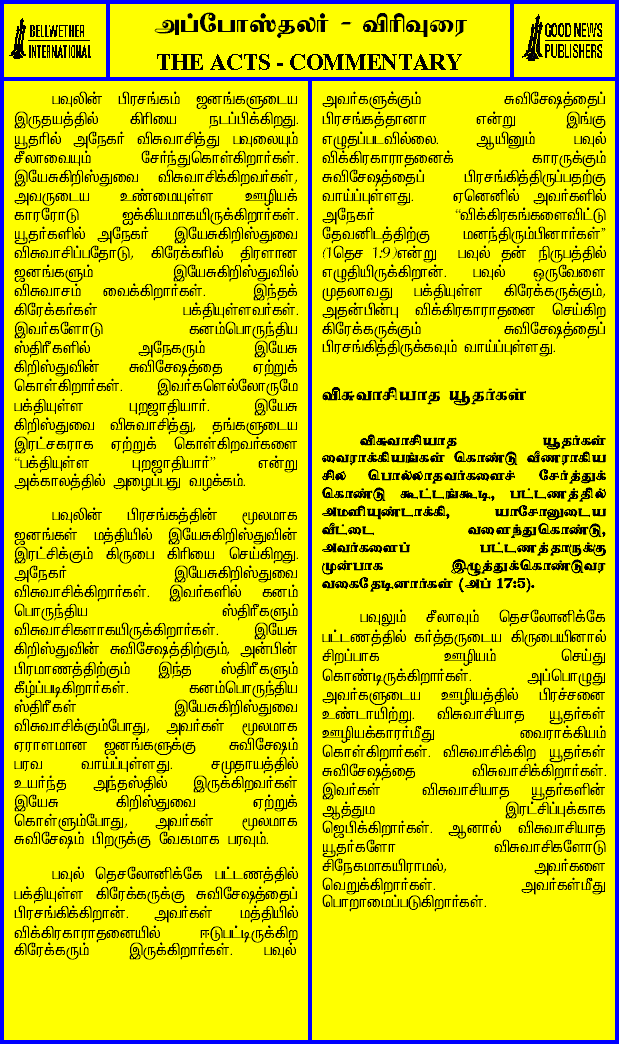 BELLWETHER
INTERNATIONAL
அப்போஸ்தலர் - விரிவுரை
THE ACTS - COMMENTARY
GOOD NEWS
PUBLISHERS
பவுலின் பிரசங்கம் ஜனங்களுடைய
இருதயத்தில் கிரியை நடப்பிக்கிறது.
யூதரில் அநேகர் விசுவாசித்து பவுலையும்
சீலாவையும் சேர்ந்துகொள்கிறார்கள்.
இயேசுகிறிஸ்துவை விசுவாசிக்கிறவர்கள்,
அவருடைய உண்மையுள்ள ஊழியக்
காரரோடு ஐக்கியமாகயிருக்கிறார்கள்.
யூதர்களில் அநேகர் இயேசுகிறிஸ்துவை
விசுவாசிப்பதோடு, கிரேக்கரில் திரளான
ஜனங்களும் இயேசுகிறிஸ்துவில்
விசுவாசம் வைக்கிறார்கள். இந்தக்
கிரேக்கர்கள் பக்தியுள்ளவர்கள்.
இவர்களோடு கனம்பொருந்திய
ஸ்திரீகளில் அநேகரும் இயேசு
கிறிஸ்துவின் சுவிசேஷத்தை ஏற்றுக்
கொள்கிறார்கள். இவர்களெல்லோருமே
பக்தியுள்ள புறஜாதியார். இயேசு
கிறிஸ்துவை விசுவாசித்து, தங்களுடைய
இரட்சகராக ஏற்றுக் கொள்கிறவர்களை
“பக்தியுள்ள புறஜாதியார்” என்று
அக்காலத்தில் அழைப்பது வழக்கம்.
பவுலின் பிரசங்கத்தின் மூலமாக
ஜனங்கள் மத்தியில் இயேசுகிறிஸ்துவின்
இரட்சிக்கும் கிருபை கிரியை செய்கிறது.
அநேகர் இயேசுகிறிஸ்துவை
விசுவாசிக்கிறார்கள். இவர்களில் கனம்
பொருந்திய ஸ்திரீகளும்
விசுவாசிகளாகயிருக்கிறார்கள். இயேசு
கிறிஸ்துவின் சுவிசேஷத்திற்கும், அன்பின்
பிரமாணத்திற்கும் இந்த ஸ்திரீகளும்
கீழ்ப்படிகிறார்கள். கனம்பொருந்திய
ஸ்திரீகள் இயேசுகிறிஸ்துவை
விசுவாசிக்கும்போது, அவர்கள் மூலமாக
ஏராளமான ஜனங்களுக்கு சுவிசேஷம்
பரவ வாய்ப்புள்ளது. சமுதாயத்தில்
உயர்ந்த அந்தஸ்தில் இருக்கிறவர்கள்
இயேசு கிறிஸ்துவை ஏற்றுக்
கொள்ளும்போது, அவர்கள் மூலமாக
சுவிசேஷம் பிறருக்கு வேகமாக பரவும்.
பவுல் தெசலோனிக்கே பட்டணத்தில்
பக்தியுள்ள கிரேக்கருக்கு சுவிசேஷத்தைப்
பிரசங்கிக்கிறான். அவர்கள் மத்தியில்
விக்கிரகாராதனையில் ஈடுபட்டிருக்கிற
கிரேக்கரும் இருக்கிறார்கள். பவுல்
அவர்களுக்கும் சுவிசேஷத்தைப்
பிரசங்கத்தானா என்று இங்கு
எழுதப்படவில்லை. ஆயினும் பவுல்
விக்கிரகாராதனைக் காரருக்கும்
சுவிசேஷத்தைப் பிரசங்கித்திருப்பதற்கு
வாய்ப்புள்ளது. ஏனெனில் அவர்களில்
அநேகர் “விக்கிரகங்களைவிட்டு
தேவனிடத்திற்கு மனந்திரும்பினார்கள்”
(1தெச 1:9)என்று பவுல் தன் நிருபத்தில்
எழுதியிருக்கிறான். பவுல் ஒருவேளை
முதலாவது பக்தியுள்ள கிரேக்கருக்கும்,
அதன்பின்பு விக்கிரகாராதனை செய்கிற
கிரேக்கருக்கும் சுவிசேஷத்தைப்
பிரசங்கித்திருக்கவும் வாய்ப்புள்ளது.
விசுவாசியாத யூதர்கள்
விசுவாசியாத யூதர்கள்
வைராக்கியங்கள் கொண்டு வீணராகிய
சில பொல்லாதவர்களைச் சேர்த்துக்
கொண்டு கூட்டங்கூடி, பட்டணத்தில்
அமளியுண்டாக்கி, யாசோனுடைய
வீட்டை வளைந்துகொண்டு,
அவர்களைப் பட்டணத்தாருக்கு
முன்பாக இழுத்துக்கொண்டுவர
வகைதேடினார்கள் (அப் 17:5).
பவுலும் சீலாவும் தெசலோனிக்கே
பட்டணத்தில் கர்த்தருடைய கிருபையினால்
சிறப்பாக ஊழியம் செய்து
கொண்டிருக்கிறார்கள். அப்பொழுது
அவர்களுடைய ஊழியத்தில் பிரச்சனை
உண்டாயிற்று. விசுவாசியாத யூதர்கள்
ஊழியக்காரர்மீது வைராக்கியம்
கொள்கிறார்கள். விசுவாசிக்கிற யூதர்கள்
சுவிசேஷத்தை விசுவாசிக்கிறார்கள்.
இவர்கள் விசுவாசியாத யூதர்களின்
ஆத்தும இரட்சிப்புக்காக
ஜெபிக்கிறார்கள். ஆனால் விசுவாசியாத
யூதர்களோ விசுவாசிகளோடு
சிநேகமாகயிராமல், அவர்களை
வெறுக்கிறார்கள். அவர்கள்மீது
பொறாமைப்படுகிறார்கள்.